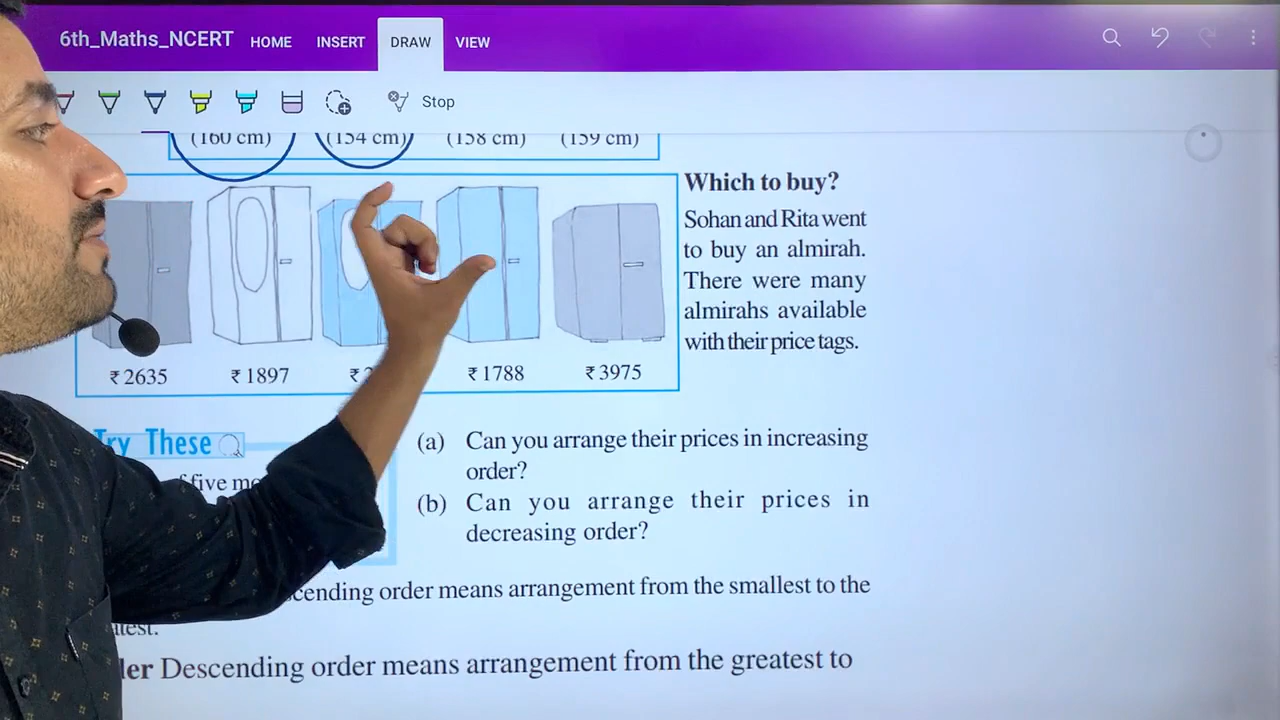 6th_Maths_NCERT HOME INSERT DRAW VIEW
Stop
(160 cm) (154 cm) (158 cm) (159 cm)
Which to buy?
Sohan and Rita went
to buy an almirah.
There were many
almirahs available
with their price tags.
₹ 2635 ₹ 1897 ₹ 1788 ₹ 3975
Try These
five
(a) Can you arrange their prices in increasing
order?
(b) Can you arrange their prices in
decreasing order?
order means arrangement from the smallest to the
Descending order means arrangement from the greatest to